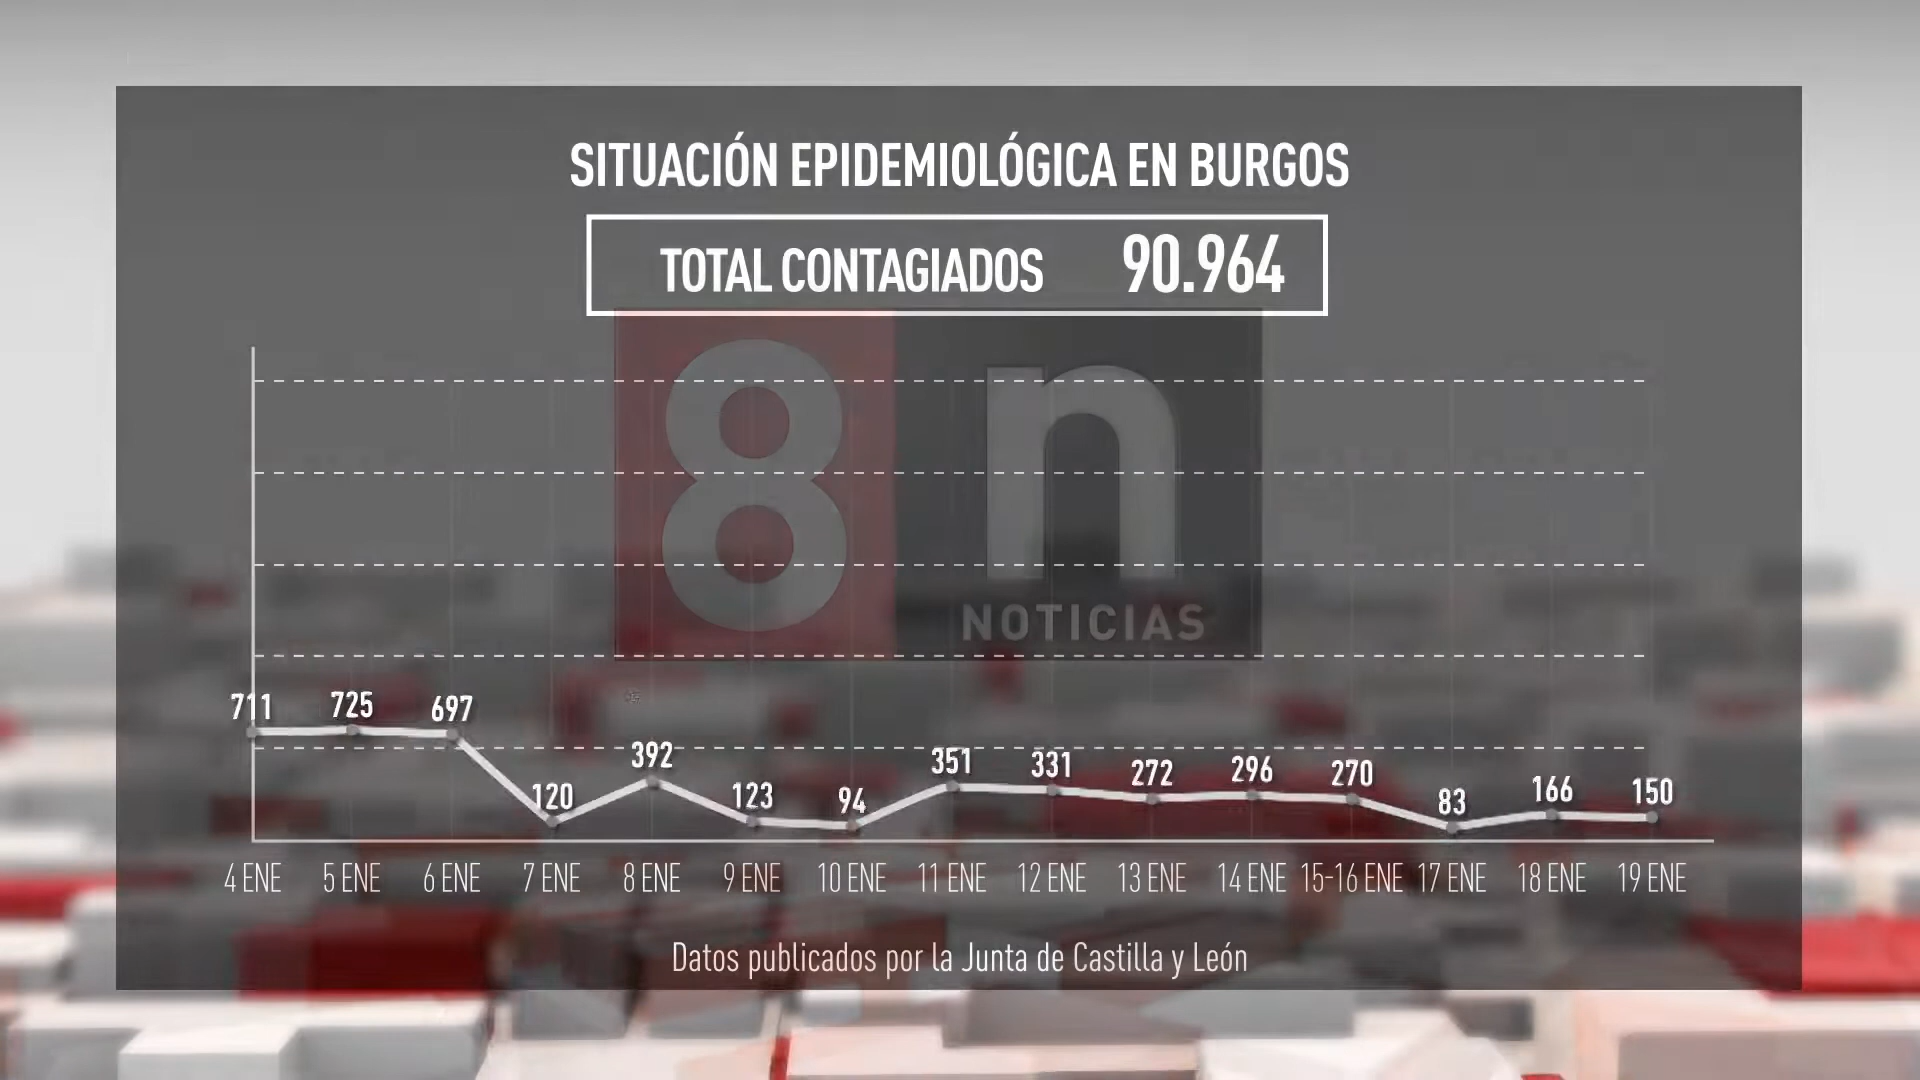 SITUACIÓN EPIDEMIOLÓGICA EN BURGOS
TOTAL CONTAGIADOS 90.964
8n
NOTICIAS
711 725 697 120 392 123 94 351 331 272 296 270 83 166 150
4 ENE 5 ENE 6 ENE 7 ENE 8 ENE 9 ENE 10 ENE 11 ENE 12 ENE 13 ENE 14 ENE 15-16 ENE 17 ENE 18 ENE 19 ENE
Datos publicados por la Junta de Castilla y León